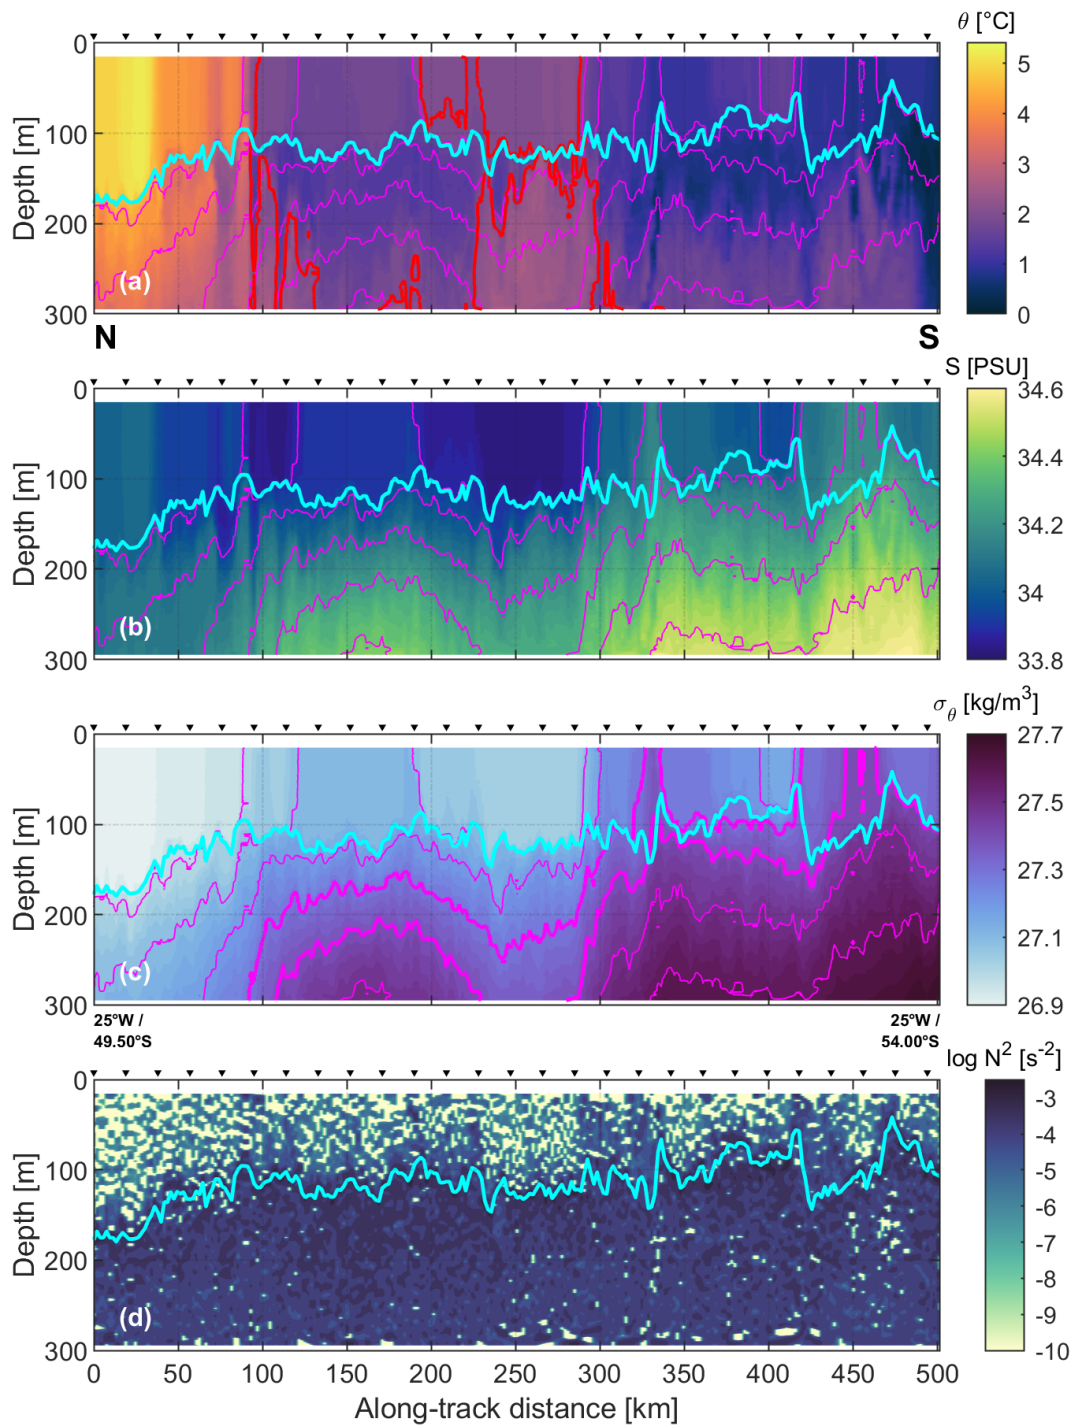 θ [°C]
0
100
200
300
Depth [m]
(a)
5
4
3
2
1
0
N
S
S [PSU]
0
100
200
300
Depth [m]
(b)
34.6
34.4
34.2
34
33.8
σθ [kg/m3]
0
100
200
300
Depth [m]
(c)
27.7
27.5
27.3
27.1
26.9
25°W /
49.50°S
25°W /
54.00°S
log N2 [s-2]
0
100
200
300
Depth [m]
(d)
-3
-4
-5
-6
-7
-8
-9
-10
0 50 100 150 200 250 300 350 400 450 500
Along-track distance [km]